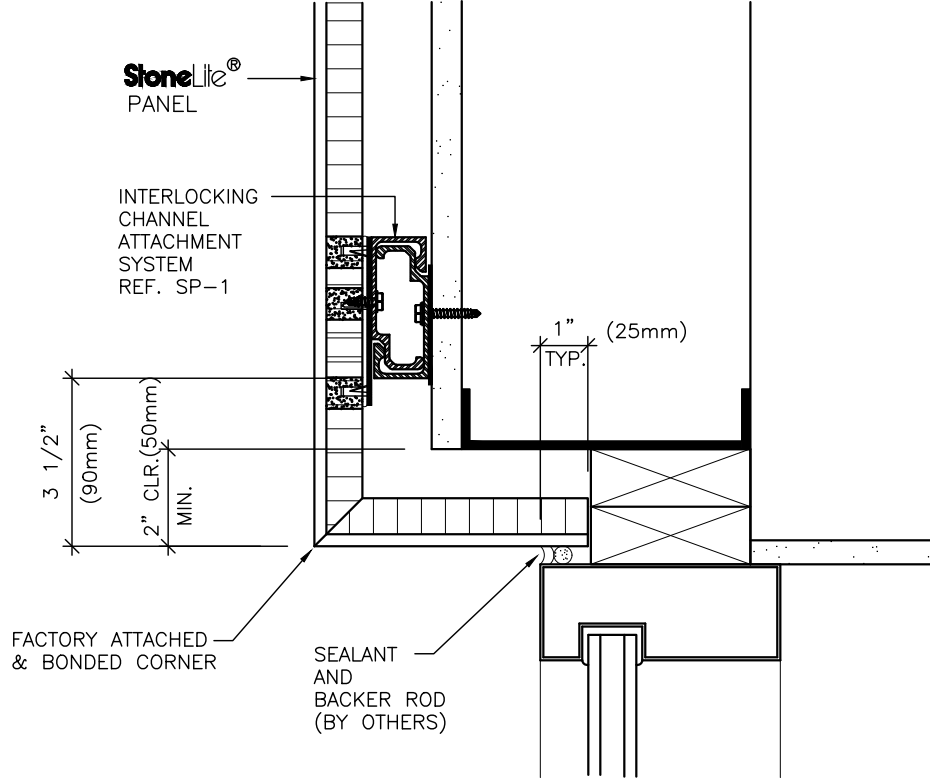 StoneLite®
PANEL
INTERLOCKING
CHANNEL
ATTACHMENT
SYSTEM
REF. SP-1
1" (25mm)
TYP.
3 1/2"
(90mm)
2" CLR.(50mm)
MIN.
FACTORY ATTACHED
& BONDED CORNER
SEALANT
AND
BACKER ROD
(BY OTHERS)